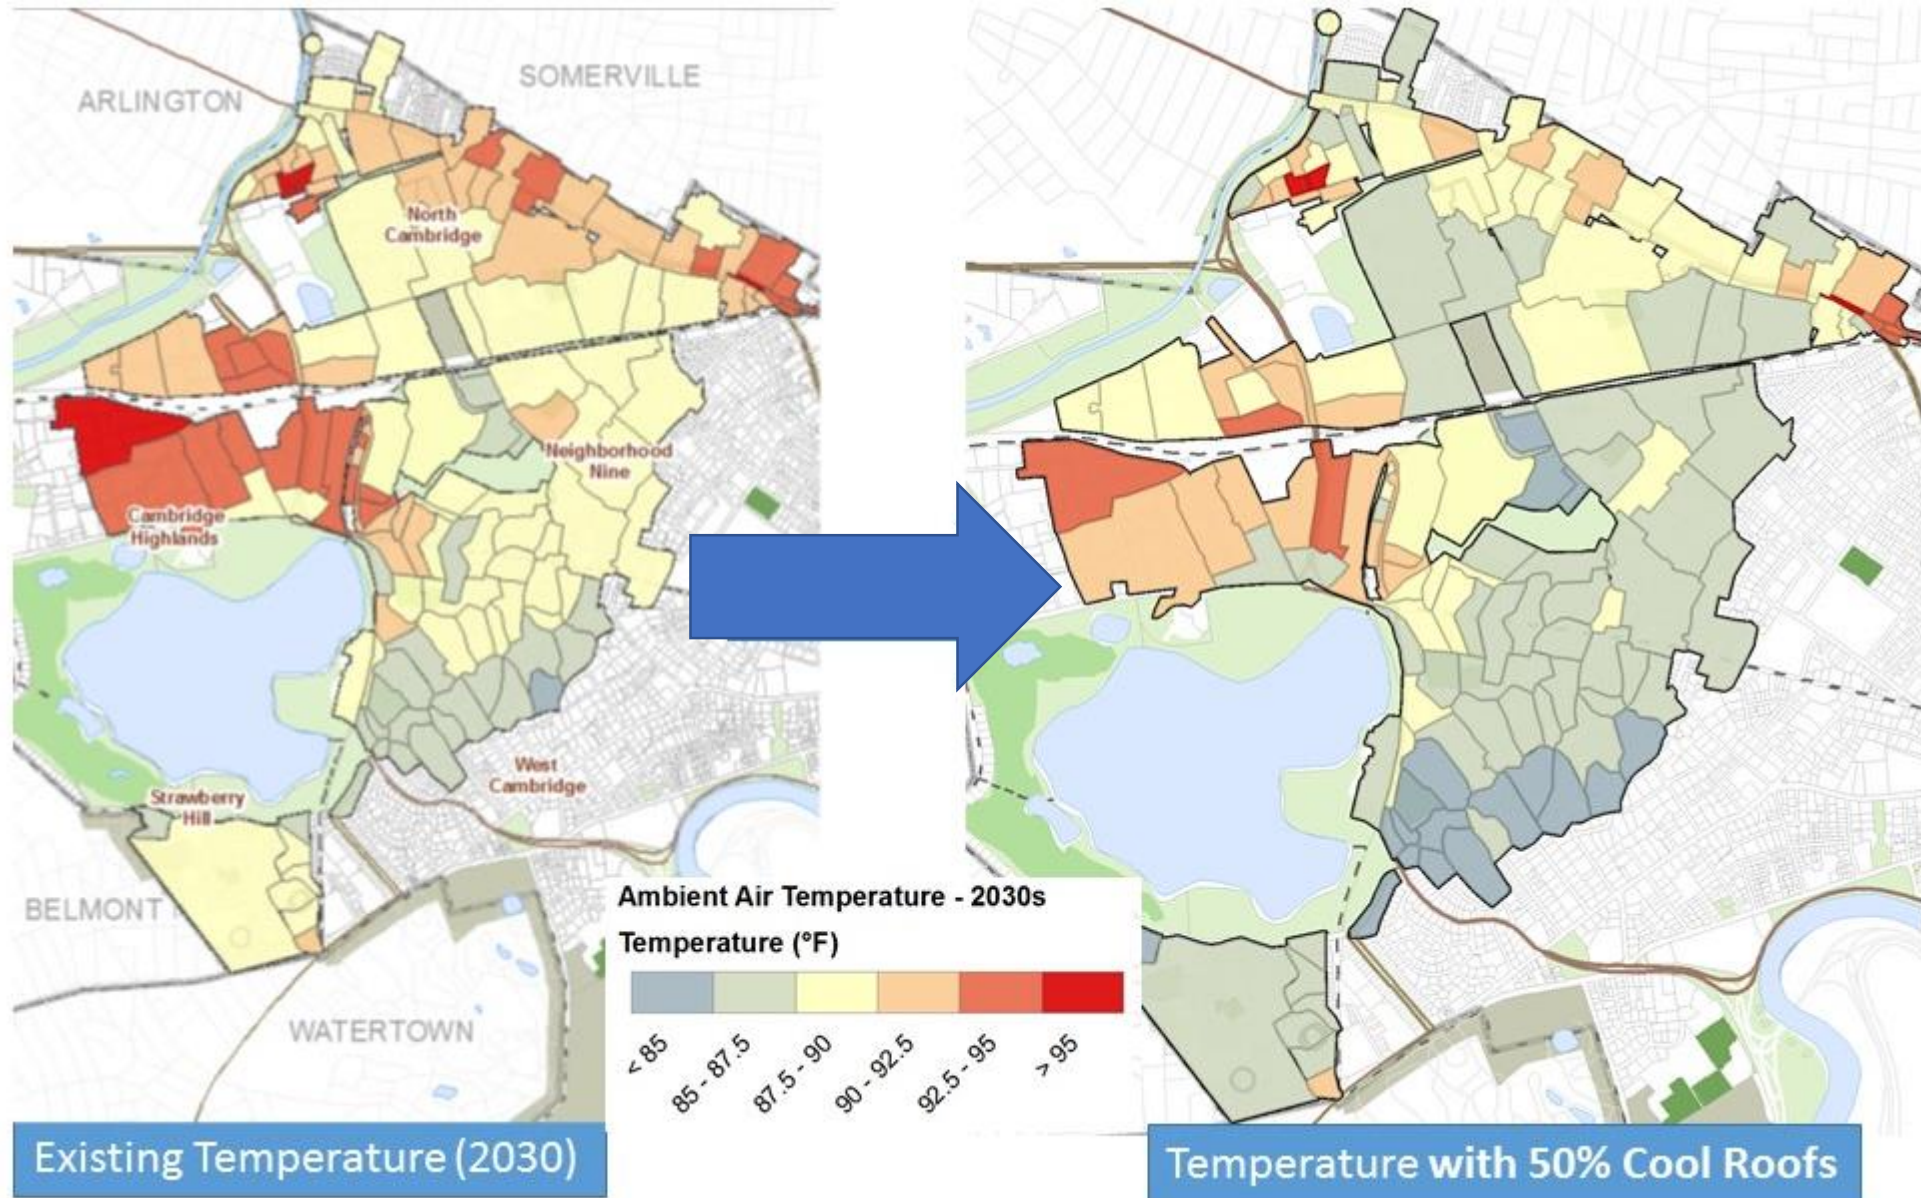 SOMERVILLE
ARLINGTON
North
Cambridge
Neighborhood
Nine
Cambridge
Highlands
West
Cambridge
Strawberry
Hill
BELMONT
WATERTOWN
Ambient Air Temperature - 2030s
Temperature (°F)
< 85
85 - 87.5
87.5 - 90
90 - 92.5
92.5 - 95
> 95
Existing Temperature (2030)
Temperature with 50% Cool Roofs